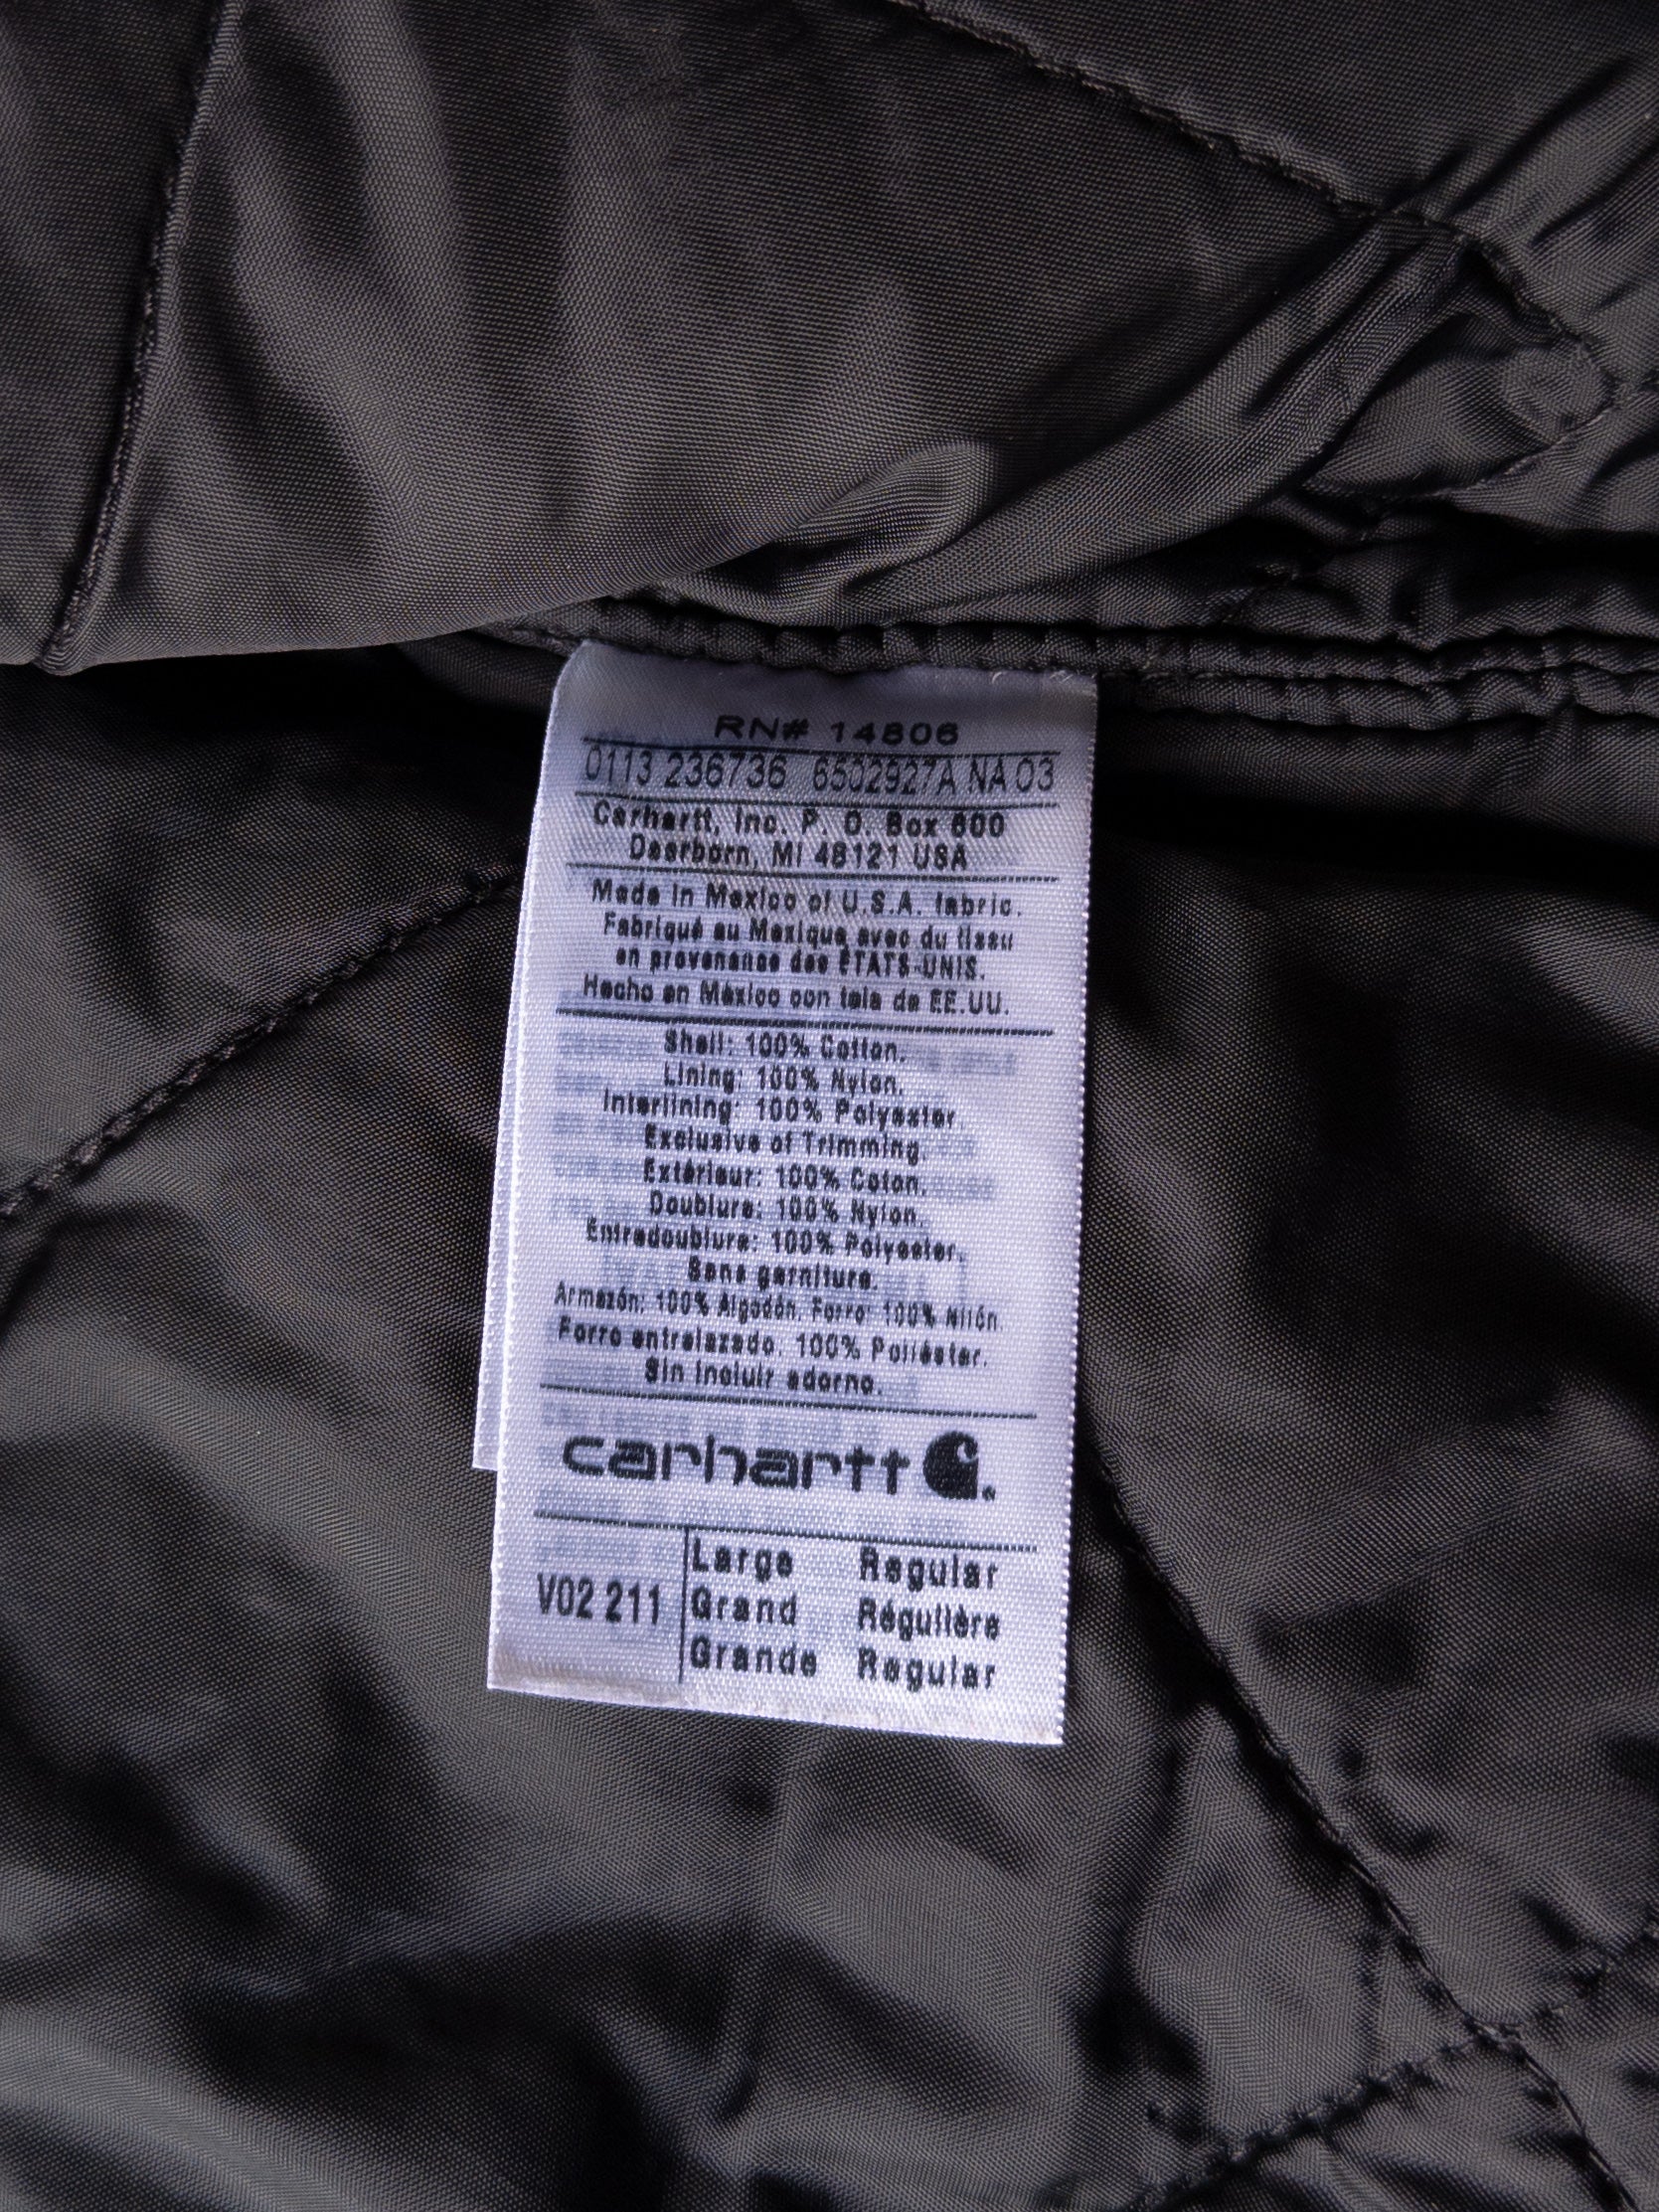 RN# 14806
0113 236736 6502927A NA 03
Carhartt, Inc. P. O. Box 600
Dearborn, MI 48121 USA
Made in Mexico of U.S.A. fabric.
Fabriqué au Mexique avec du tissu
en provenance des ÉTATS-UNIS.
Hecho en México con tela de EE.UU.
Shell: 100% Cotton.
Lining: 100% Nylon.
Interlining: 100% Polyester.
Exclusive of Trimming.
Extérieur: 100% Coton.
Doublure: 100% Nylon.
Entredoublure: 100% Polyester.
Sans garniture.
Armazón: 100% Algodón. Forro: 100% Nilón.
Forro entrelazado. 100% Poliéster.
Sin incluir adorno.
carhartt
V02 211
Large Regular
Grand Régulière
Grande Regular